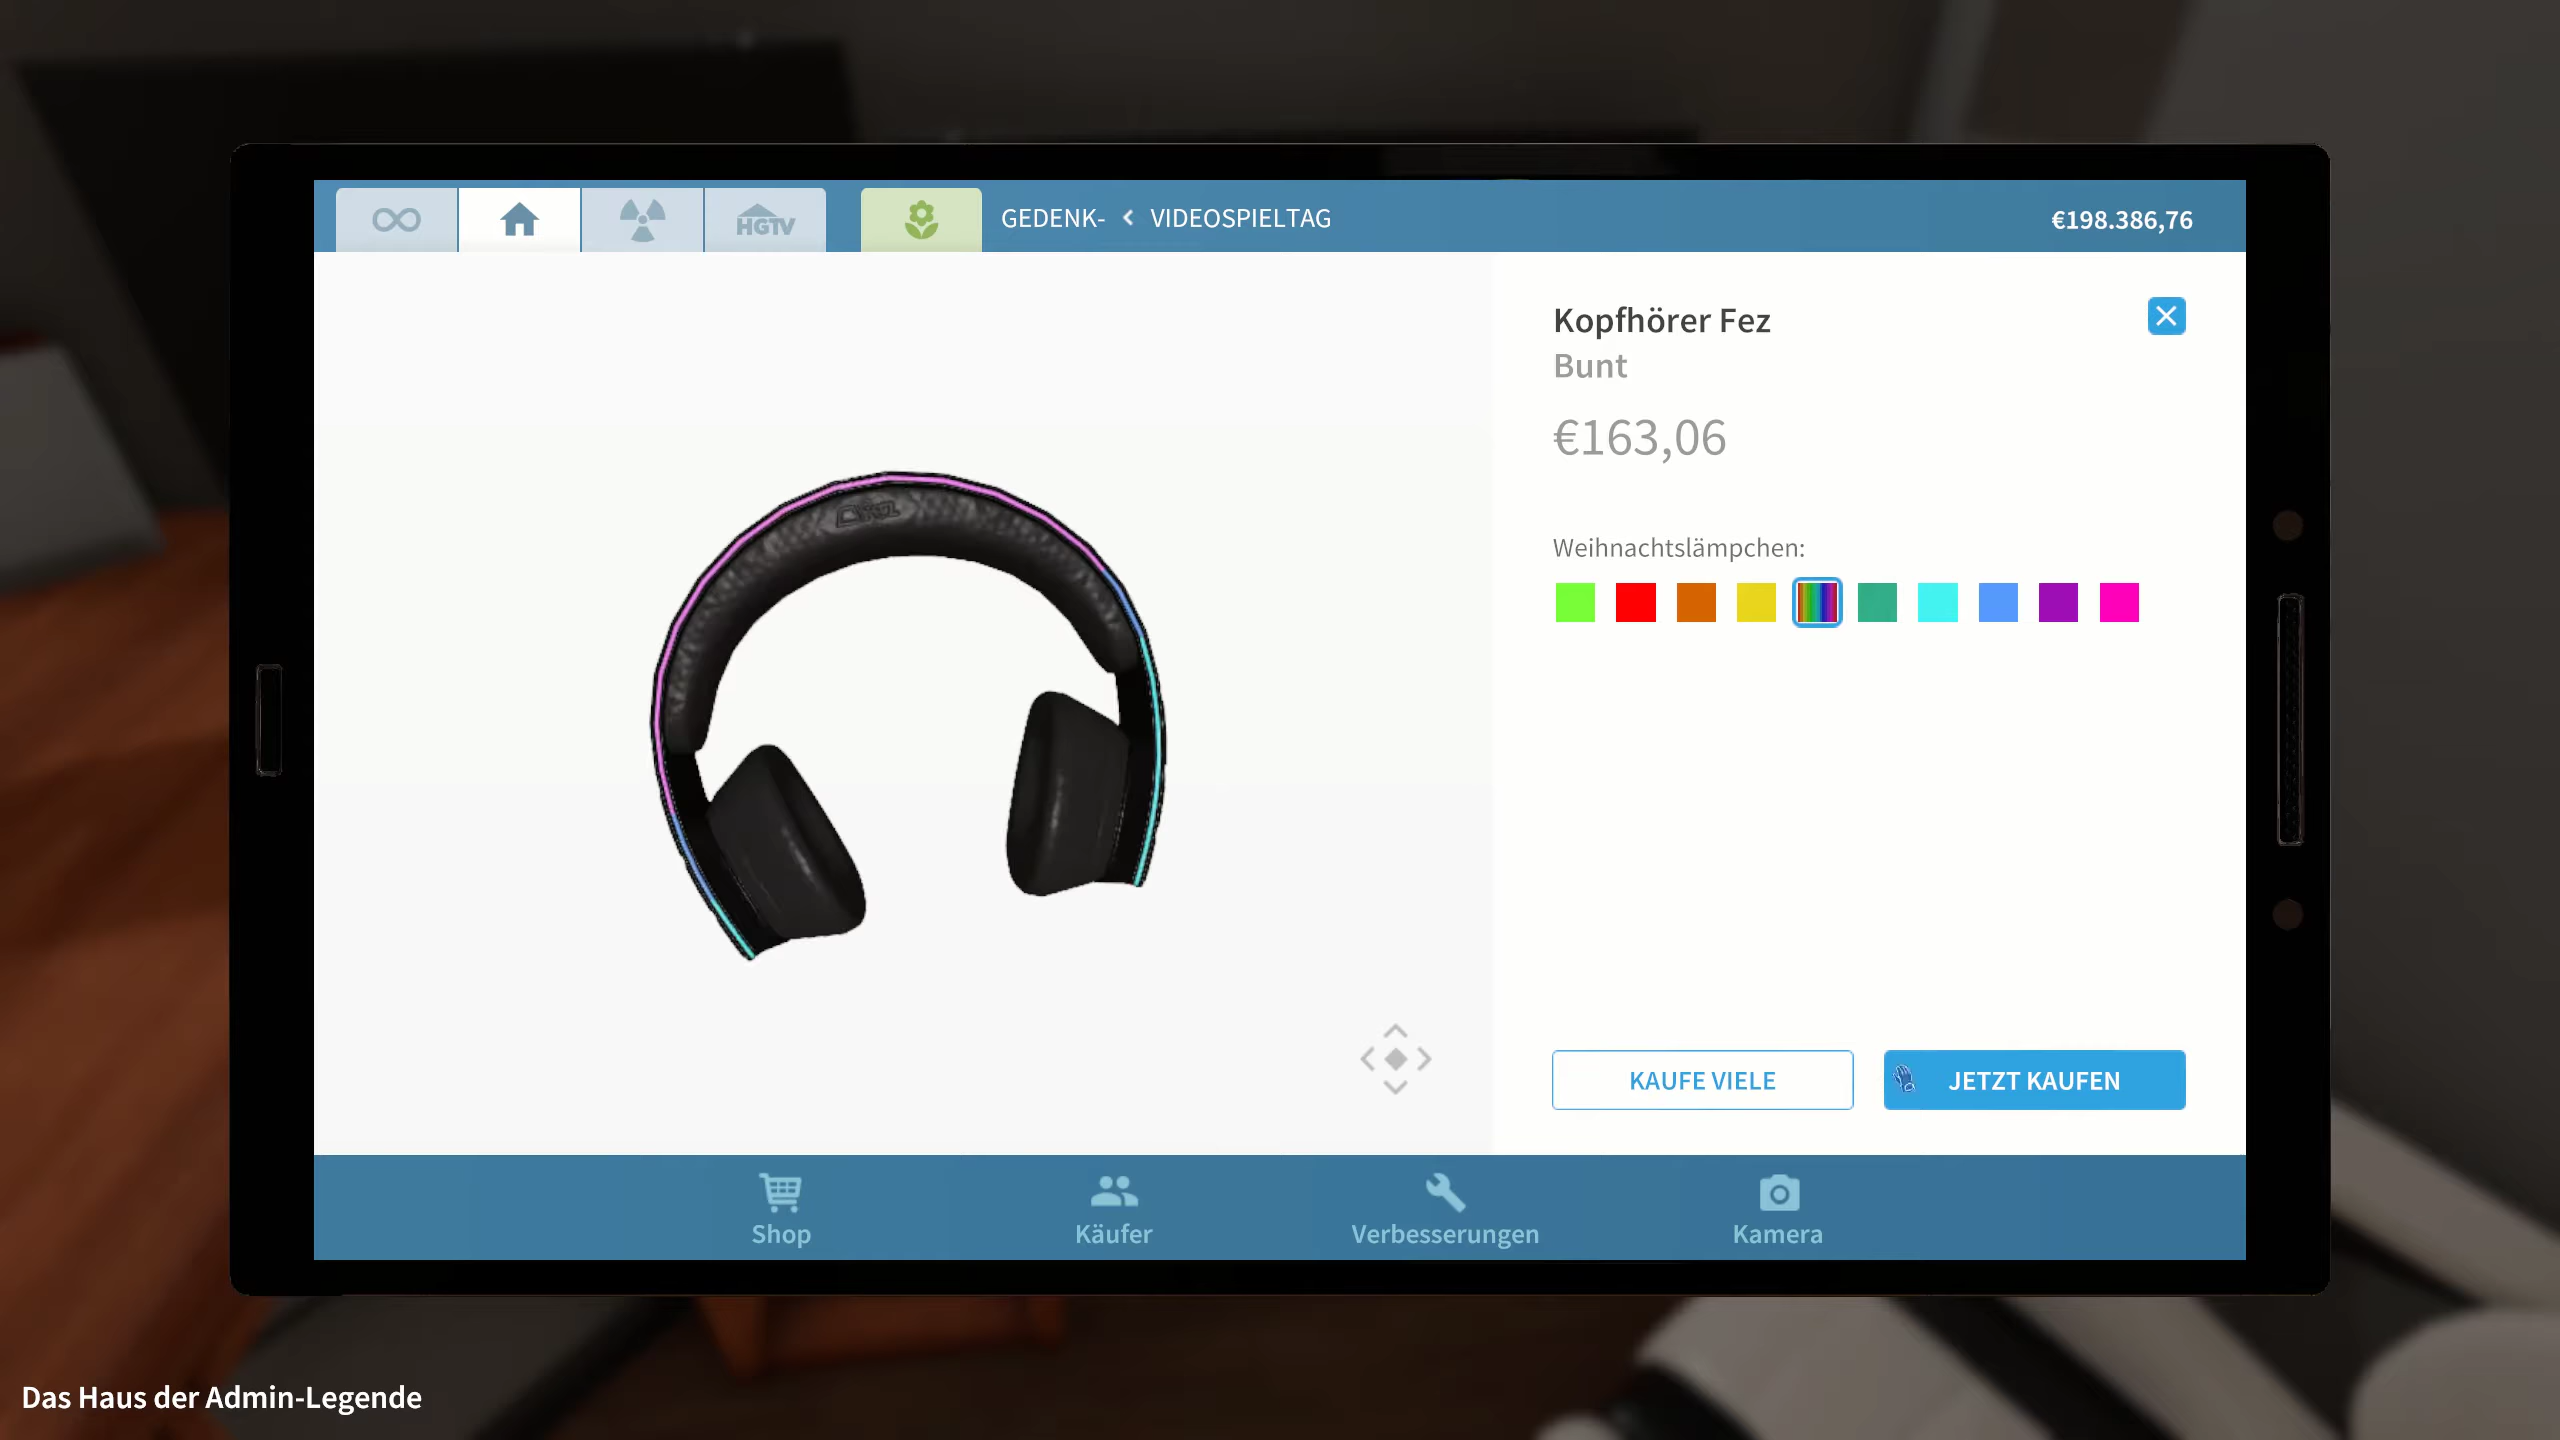 HGTV
GEDENK- < VIDEOSPIELTAG
€198.386,76
Kopfhörer Fez
Bunt
€163,06
Weihnachtslämpchen:
KAUFE VIELE
JETZT KAUFEN
Shop
Käufer
Verbesserungen
Kamera
Das Haus der Admin-Legende